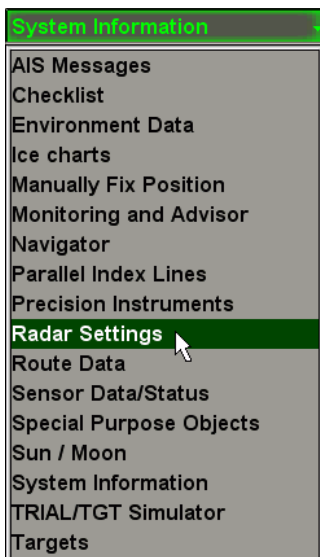 System Information
AIS Messages
Checklist
Environment Data
Ice charts
Manually Fix Position
Monitoring and Advisor
Navigator
Parallel Index Lines
Precision Instruments
Radar Settings
Route Data
Sensor Data/Status
Special Purpose Objects
Sun / Moon
System Information
TRIAL/TGT Simulator
Targets